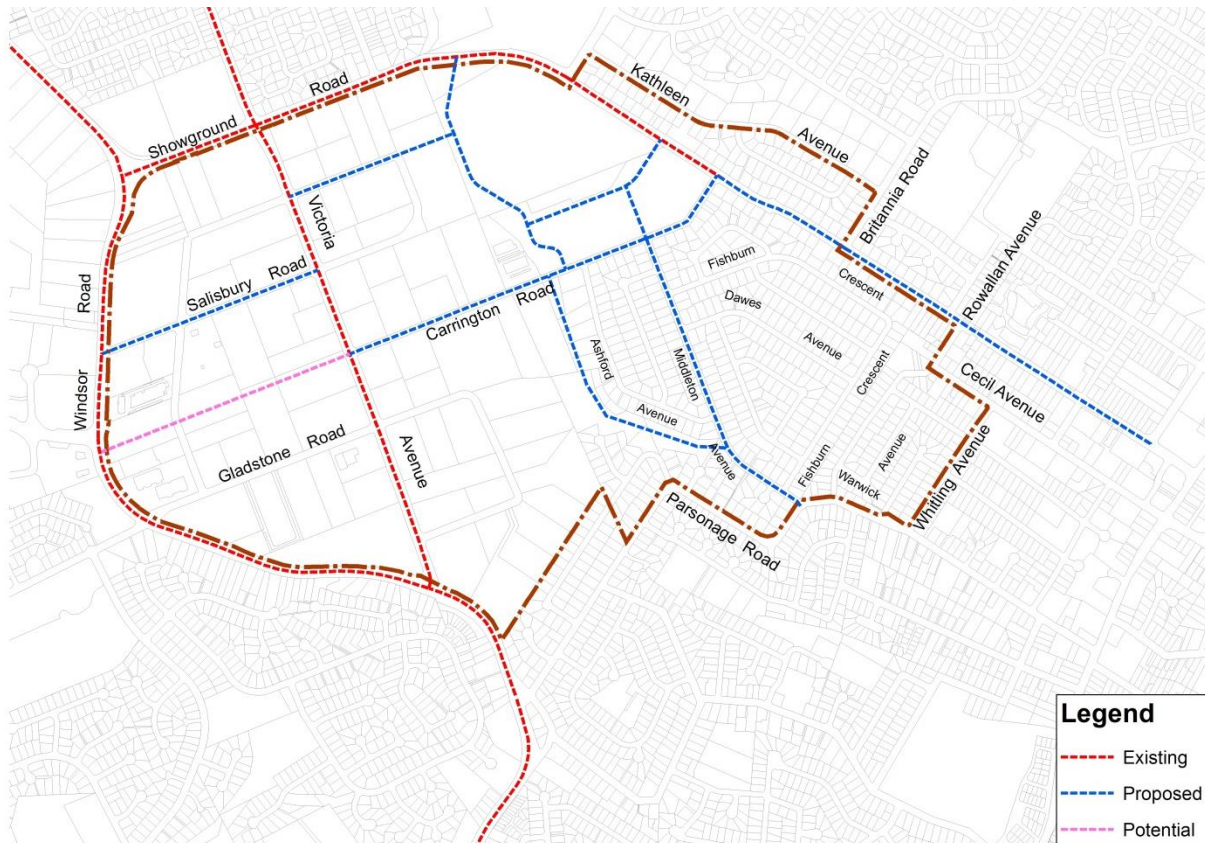 Kathleen
Avenue
Road
Showground
Britannia Road
Rowallan Avenue
Victoria
Fishburn
Crescent
Dawes
Salisbury Road
Road
Carrington Road
Avenue
Ashford
Middleton
Crescent
Cecil Avenue
Windsor
Avenue
Gladstone Road
Avenue
Avenue
Avenue
Fishburn
Warwick
Whitling Avenue
Parsonage Road
Legend
Existing
Proposed
Potential